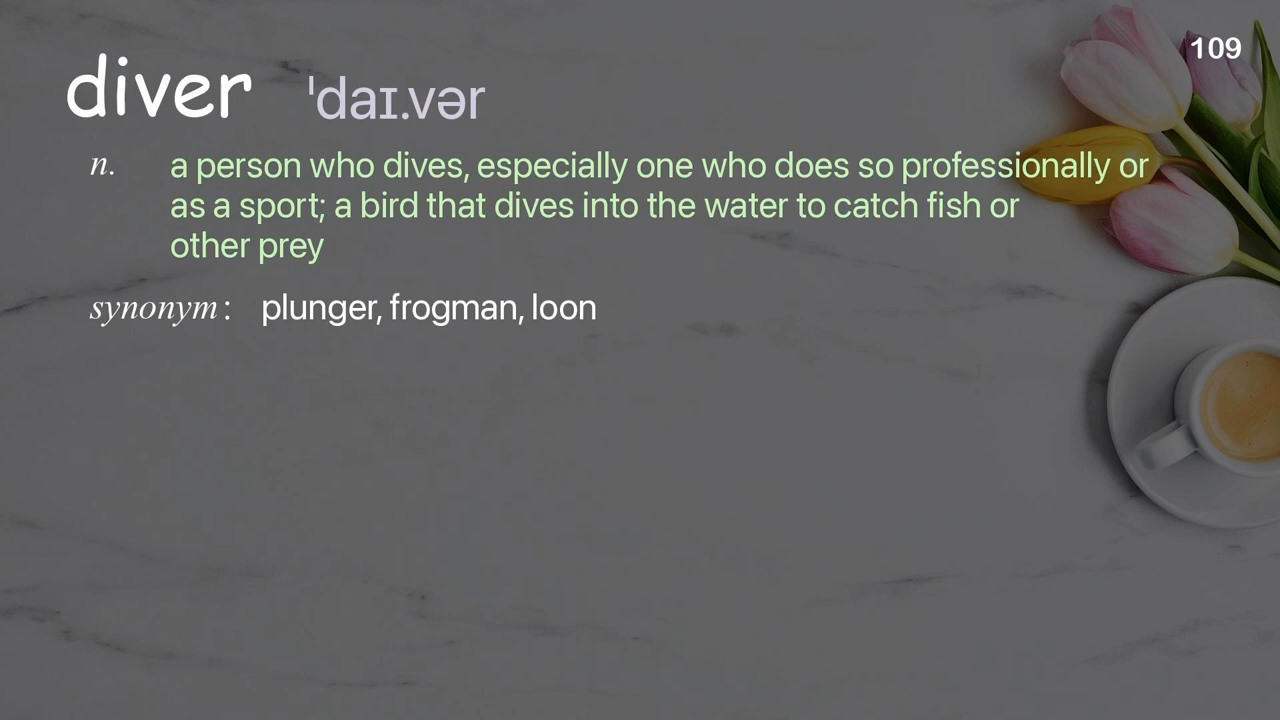 109
diver ˈdaɪ.vər
n. a person who dives, especially one who does so professionally or
as a sport; a bird that dives into the water to catch fish or
other prey
synonym: plunger, frogman, loon